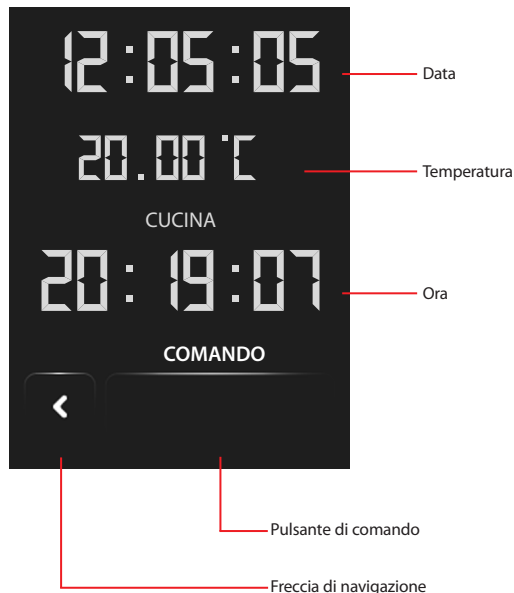 12:05:05
Data
20.00 °C
Temperatura
CUCINA
20:19:07
Ora
COMANDO
Pulsante di comando
Freccia di navigazione